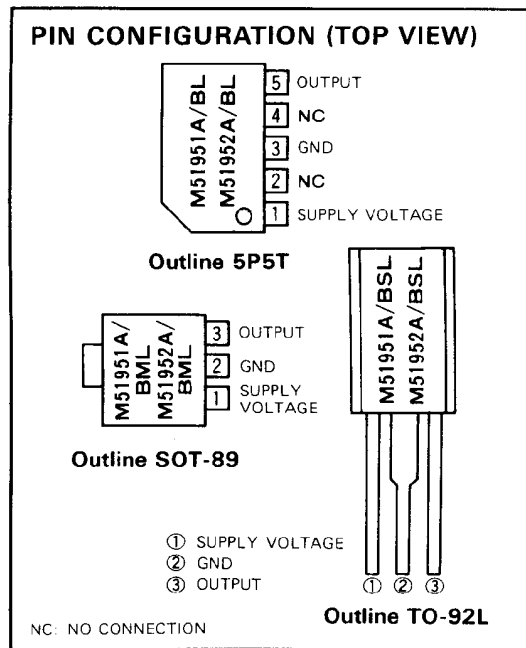 PIN CONFIGURATION (TOP VIEW)
M51951A/BL
M51952A/BL
5 OUTPUT
4 NC
3 GND
2 NC
1 SUPPLY VOLTAGE
Outline 5P5T
M51951A/
BML
M51952A/
BML
3 OUTPUT
2 GND
1 SUPPLY
VOLTAGE
Outline SOT-89
M51951A/BSL
M51952A/BSL
① SUPPLY VOLTAGE
② GND
③ OUTPUT
① ② ③
Outline TO-92L
NC: NO CONNECTION